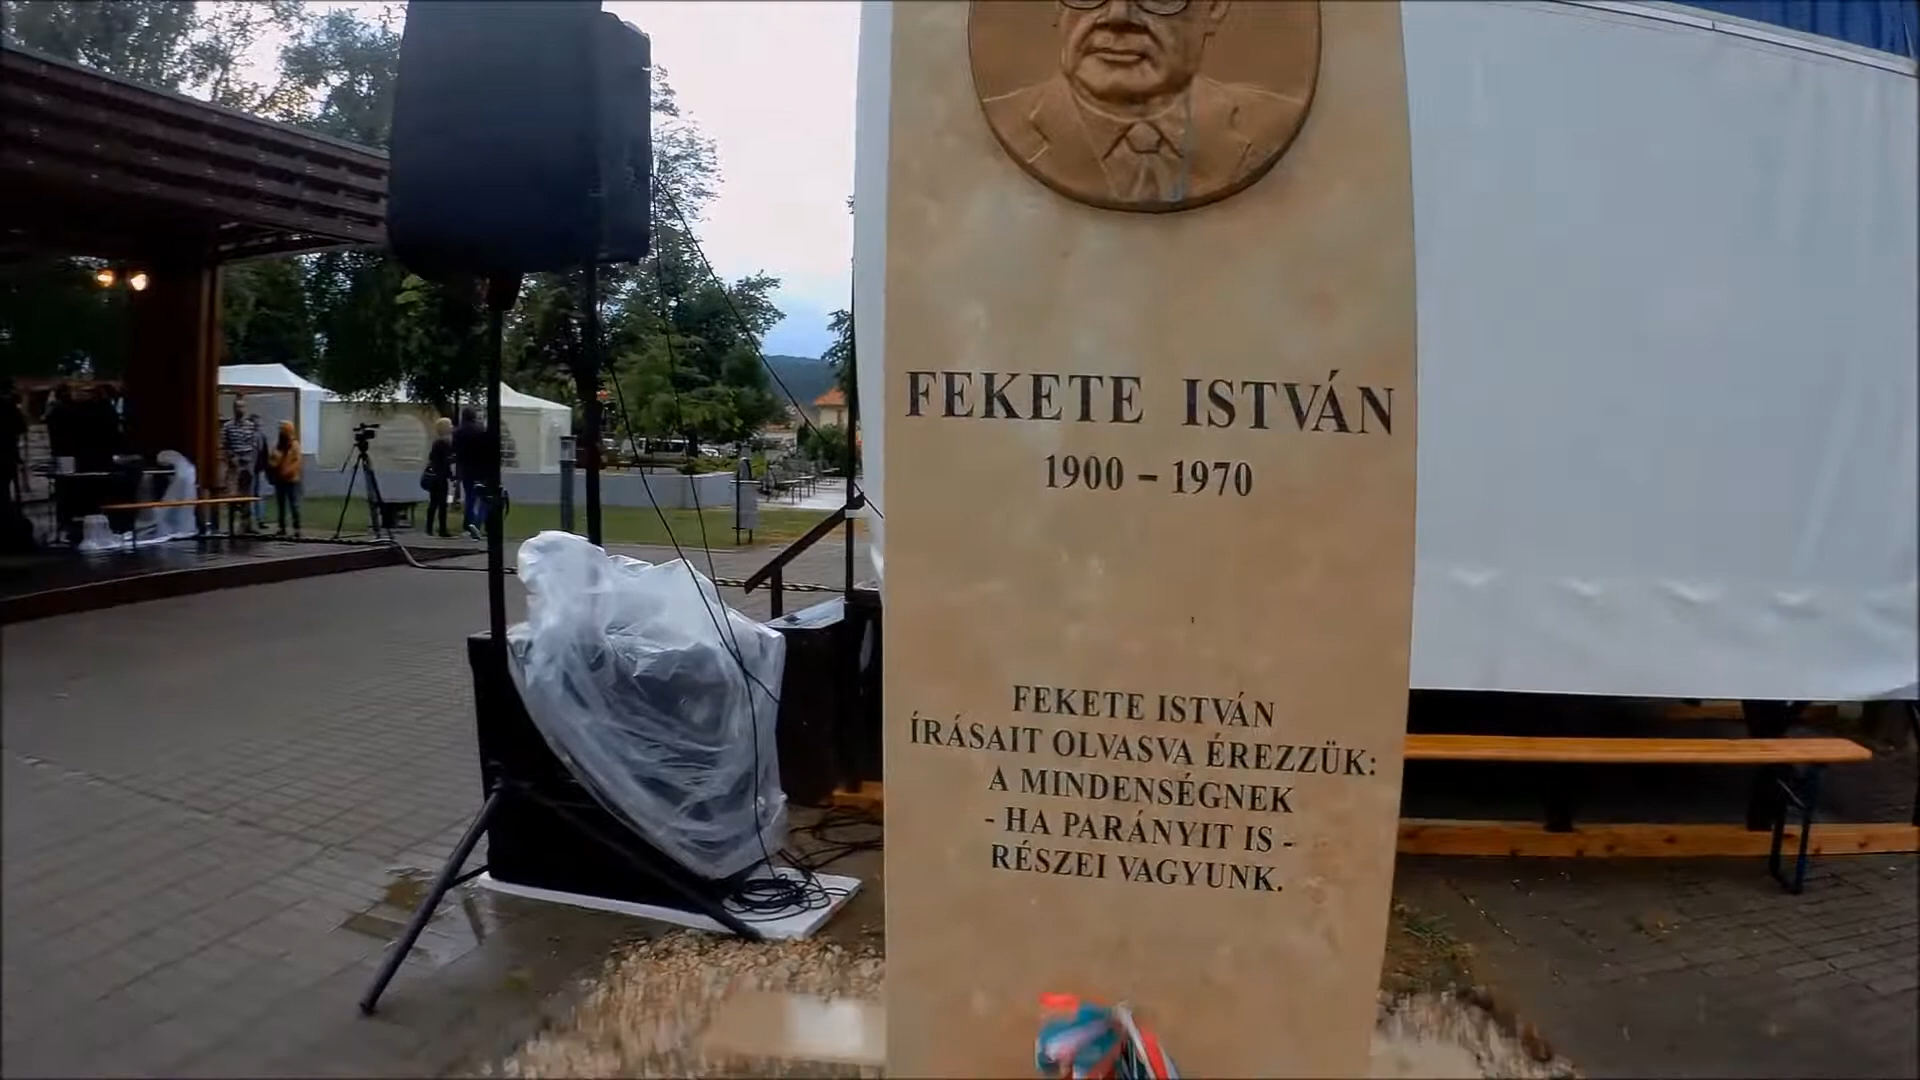 FEKETE ISTVÁN
1900 – 1970
FEKETE ISTVÁN
ÍRÁSAIT OLVASVA ÉREZZÜK:
A MINDENSÉGNEK
- HA PARÁNYIT IS -
RÉSZEI VAGYUNK.